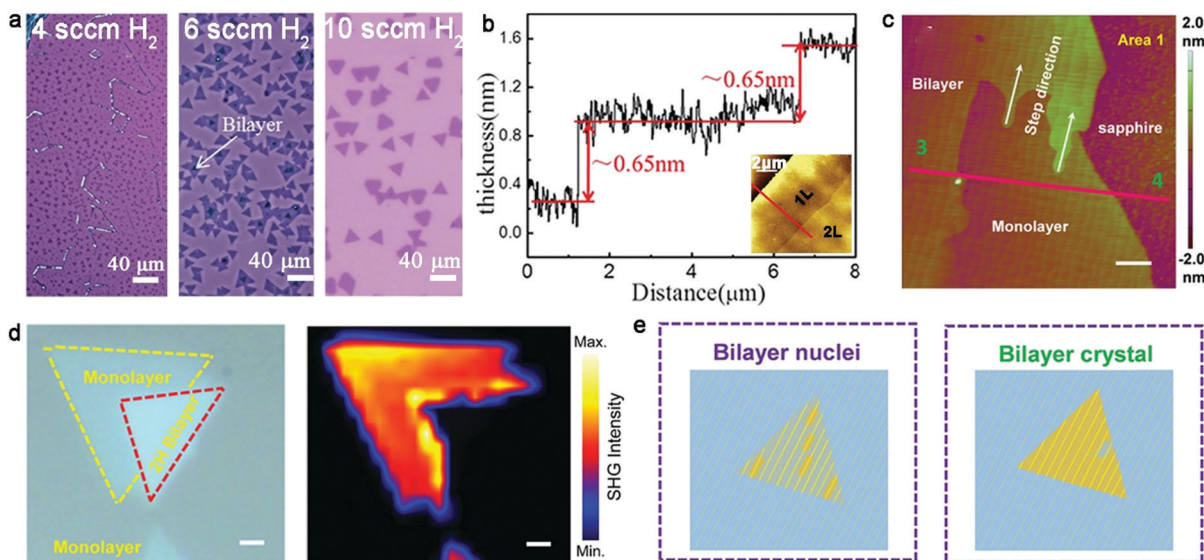 a
4 sccm H2
6 sccm H2
10 sccm H2
Bilayer
40 μm
40 μm
40 μm
b
1.6
1.2
0.8
0.4
0.0
thickness(nm)
~0.65nm
~0.65nm
2μm
1L
2L
0
2
4
6
8
Distance(μm)
c
Area 1
2.0
nm
Bilayer
Step direction
sapphire
3
4
Monolayer
-2.0
nm
d
Monolayer
2H Bilayer
Monolayer
Max.
SHG Intensity
Min.
e
Bilayer nuclei
Bilayer crystal